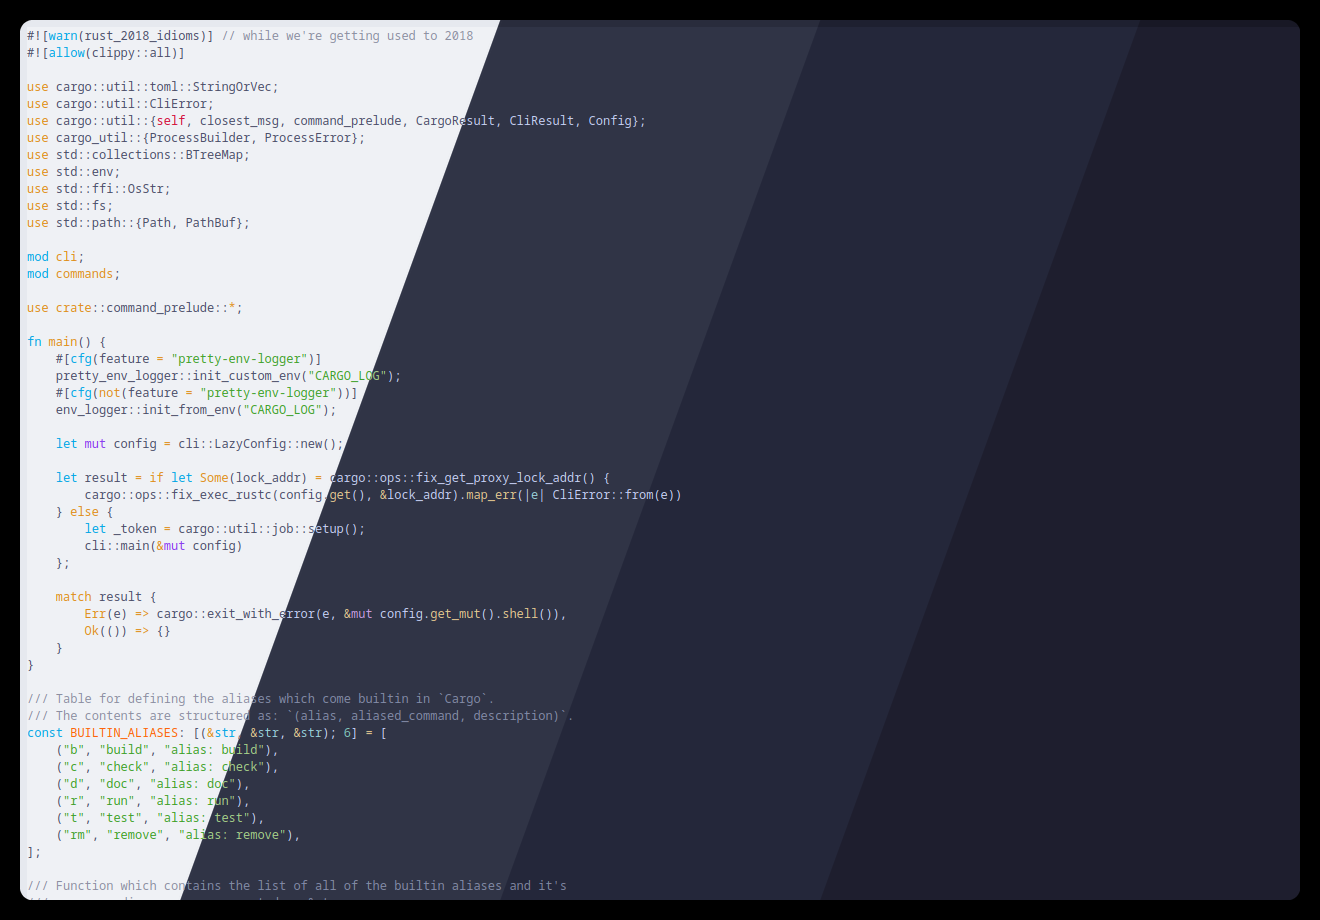 #![warn(rust_2018_idioms)] // while we're getting used to 2018
#![allow(clippy::all)]
use cargo::util::toml::StringOrVec;
use cargo::util::CliError;
use cargo::util::{self, closest_msg, command_prelude, CargoResult, CliResult, Config};
use cargo_util::{ProcessBuilder, ProcessError};
use std::collections::BTreeMap;
use std::env;
use std::ffi::OsStr;
use std::fs;
use std::path::{Path, PathBuf};
mod cli;
mod commands;
use crate::command_prelude::*;
fn main() {
    #[cfg(feature = "pretty-env-logger")]
    pretty_env_logger::init_custom_env("CARGO_LOG");
    #[cfg(not(feature = "pretty-env-logger"))]
    env_logger::init_from_env("CARGO_LOG");
    let mut config = cli::LazyConfig::new();
    let result = if let Some(lock_addr) = cargo::ops::fix_get_proxy_lock_addr() {
        cargo::ops::fix_exec_rustc(config.get(), &lock_addr).map_err(|e| CliError::from(e))
    } else {
        let _token = cargo::util::job::setup();
        cli::main(&mut config)
    };
    match result {
        Err(e) => cargo::exit_with_error(e, &mut config.get_mut().shell()),
        Ok(()) => {}
    }
}
/// Table for defining the aliases which come builtin in `Cargo`.
/// The contents are structured as: `(alias, aliased_command, description)`.
const BUILTIN_ALIASES: [(&str, &str, &str); 6] = [
    ("b", "build", "alias: build"),
    ("c", "check", "alias: check"),
    ("d", "doc", "alias: doc"),
    ("r", "run", "alias: run"),
    ("t", "test", "alias: test"),
    ("rm", "remove", "alias: remove"),
];
/// Function which contains the list of all of the builtin aliases and it's